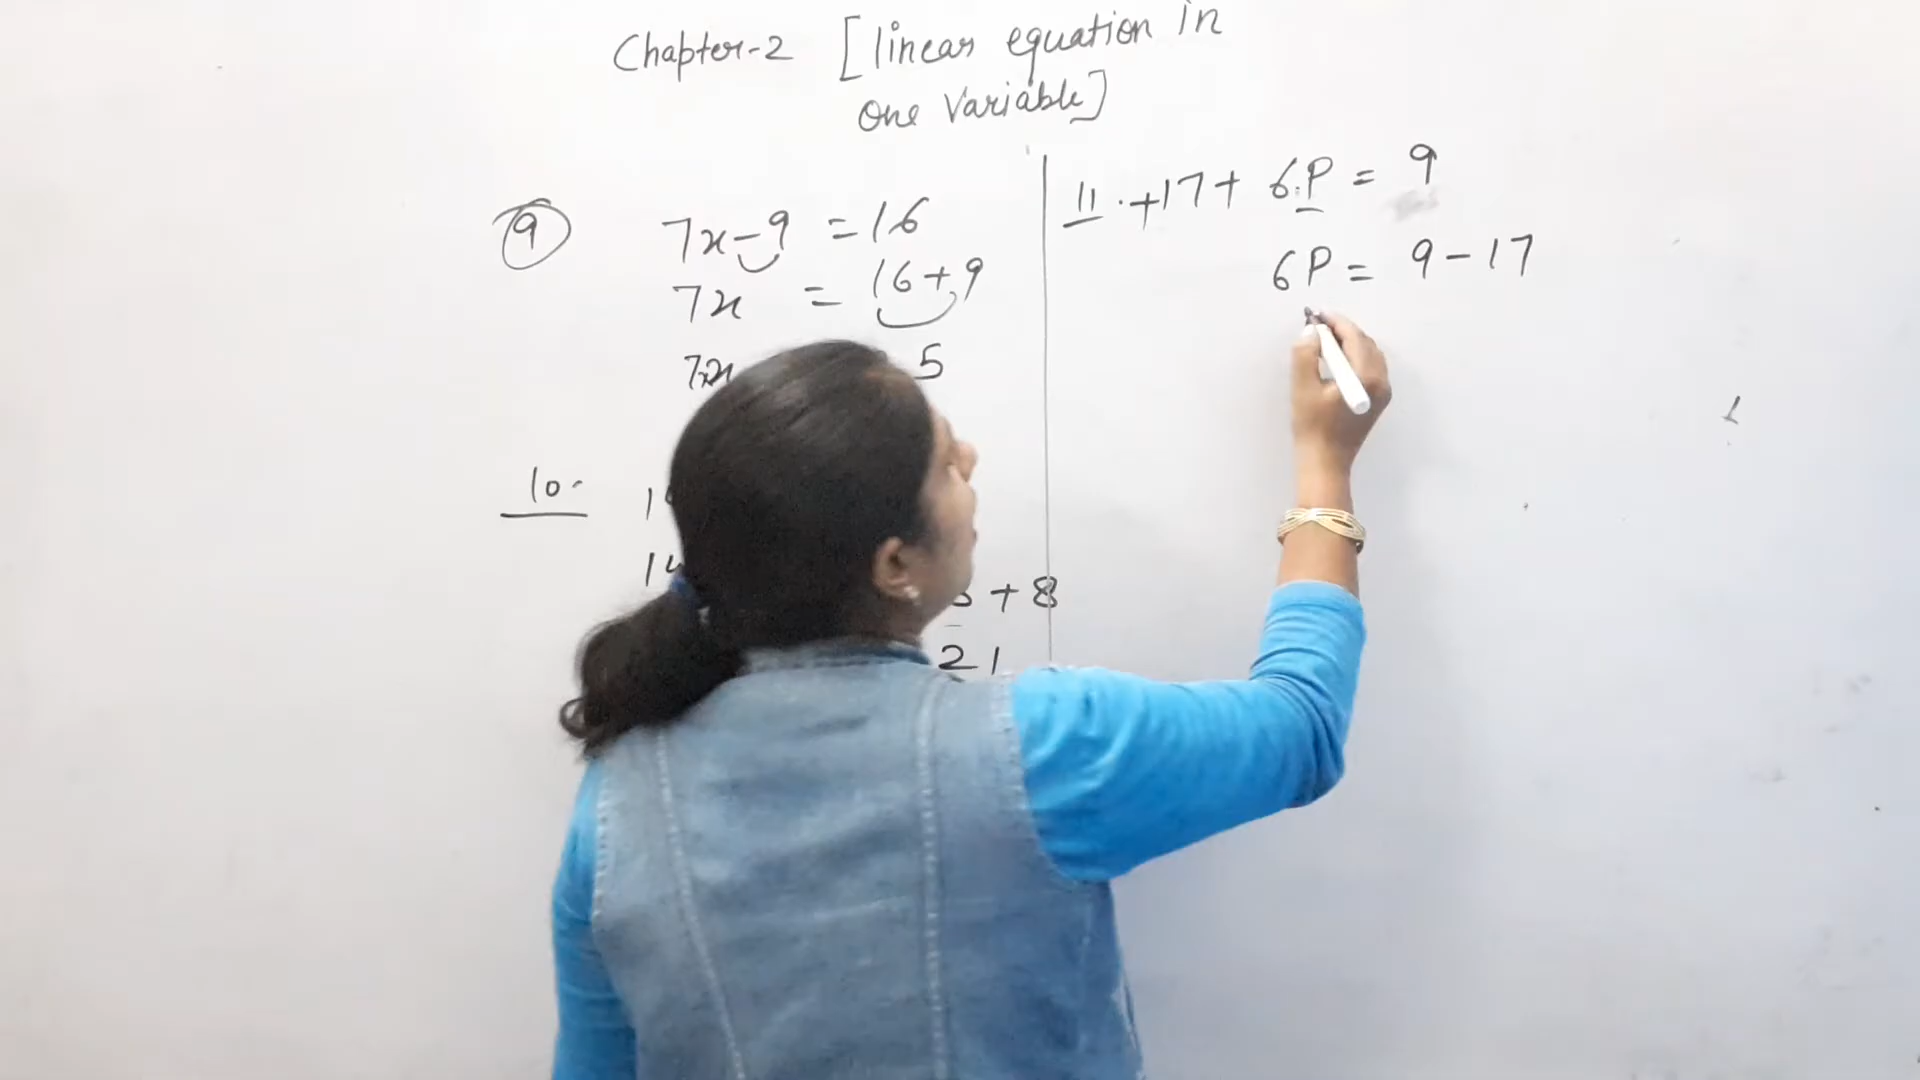 Chapter-2 [linear equation in
one variable]
9 7x-9 = 16
7x = 16+9
7x 5
10.
14
+ 8
21
11. +17+ 6P = 9
6P = 9-17